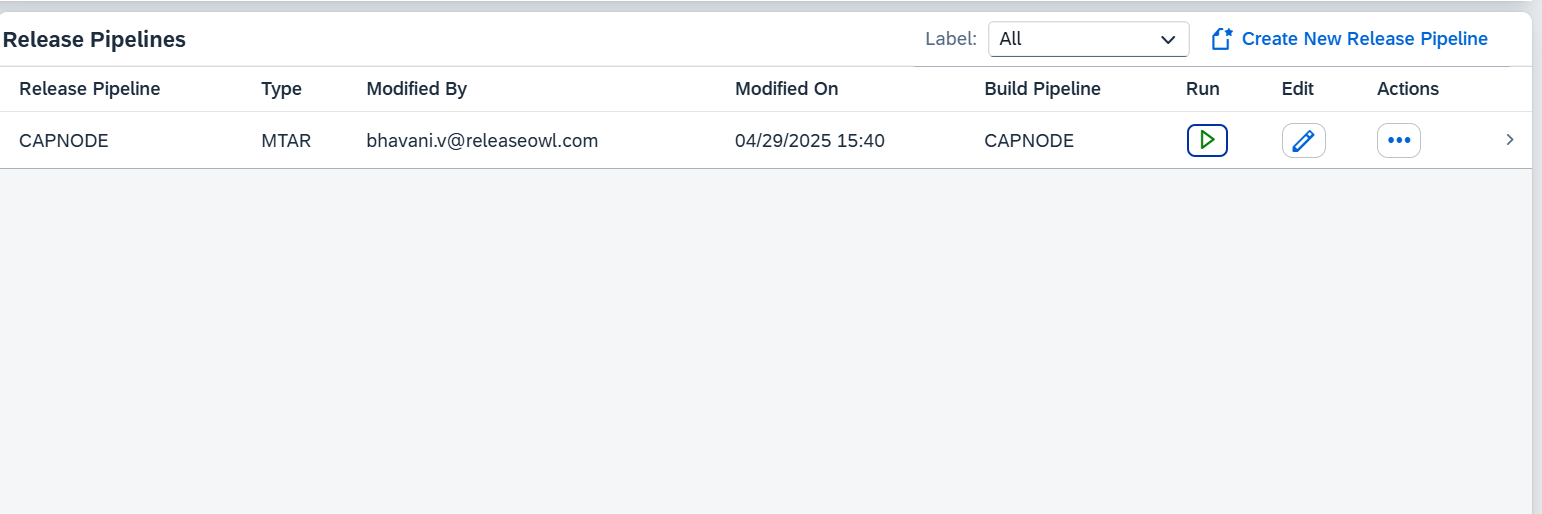 Release Pipelines Label: All Create New Release Pipeline
Release Pipeline Type Modified By Modified On Build Pipeline Run Edit Actions
CAPNODE MTAR bhavani.v@releaseowl.com 04/29/2025 15:40 CAPNODE